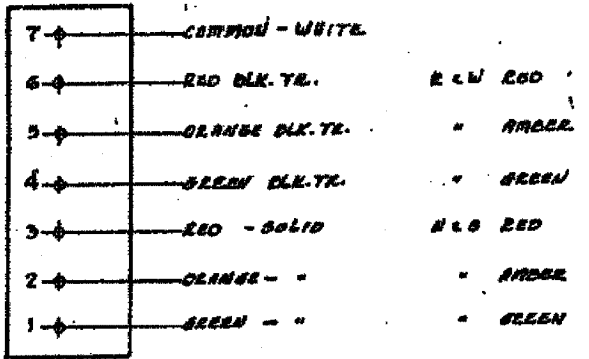 7 COMMON - WHITE
6 RED BLK. TR. E & W RED
5 ORANGE BLK. TR. " AMBER
4 GREEN BLK. TR. " GREEN
3 RED - SOLID N & S RED
2 ORANGE - " " AMBER
1 GREEN - " " GREEN